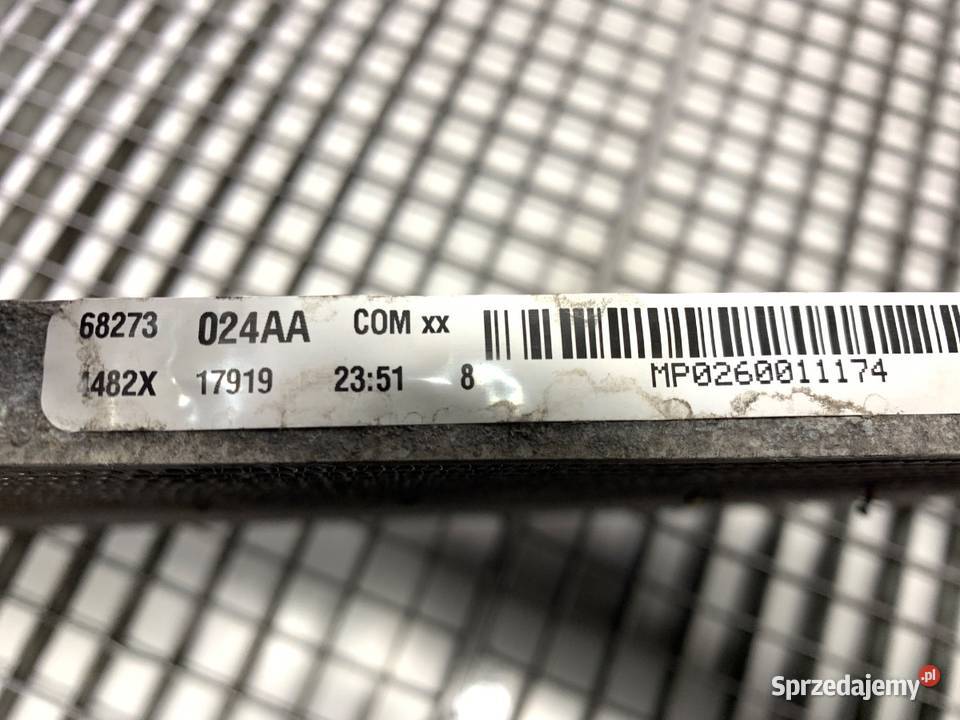 68273 024AA COM xx
4482X 17919 23:51 8
MP0260011174
Sprzedajemy.pl